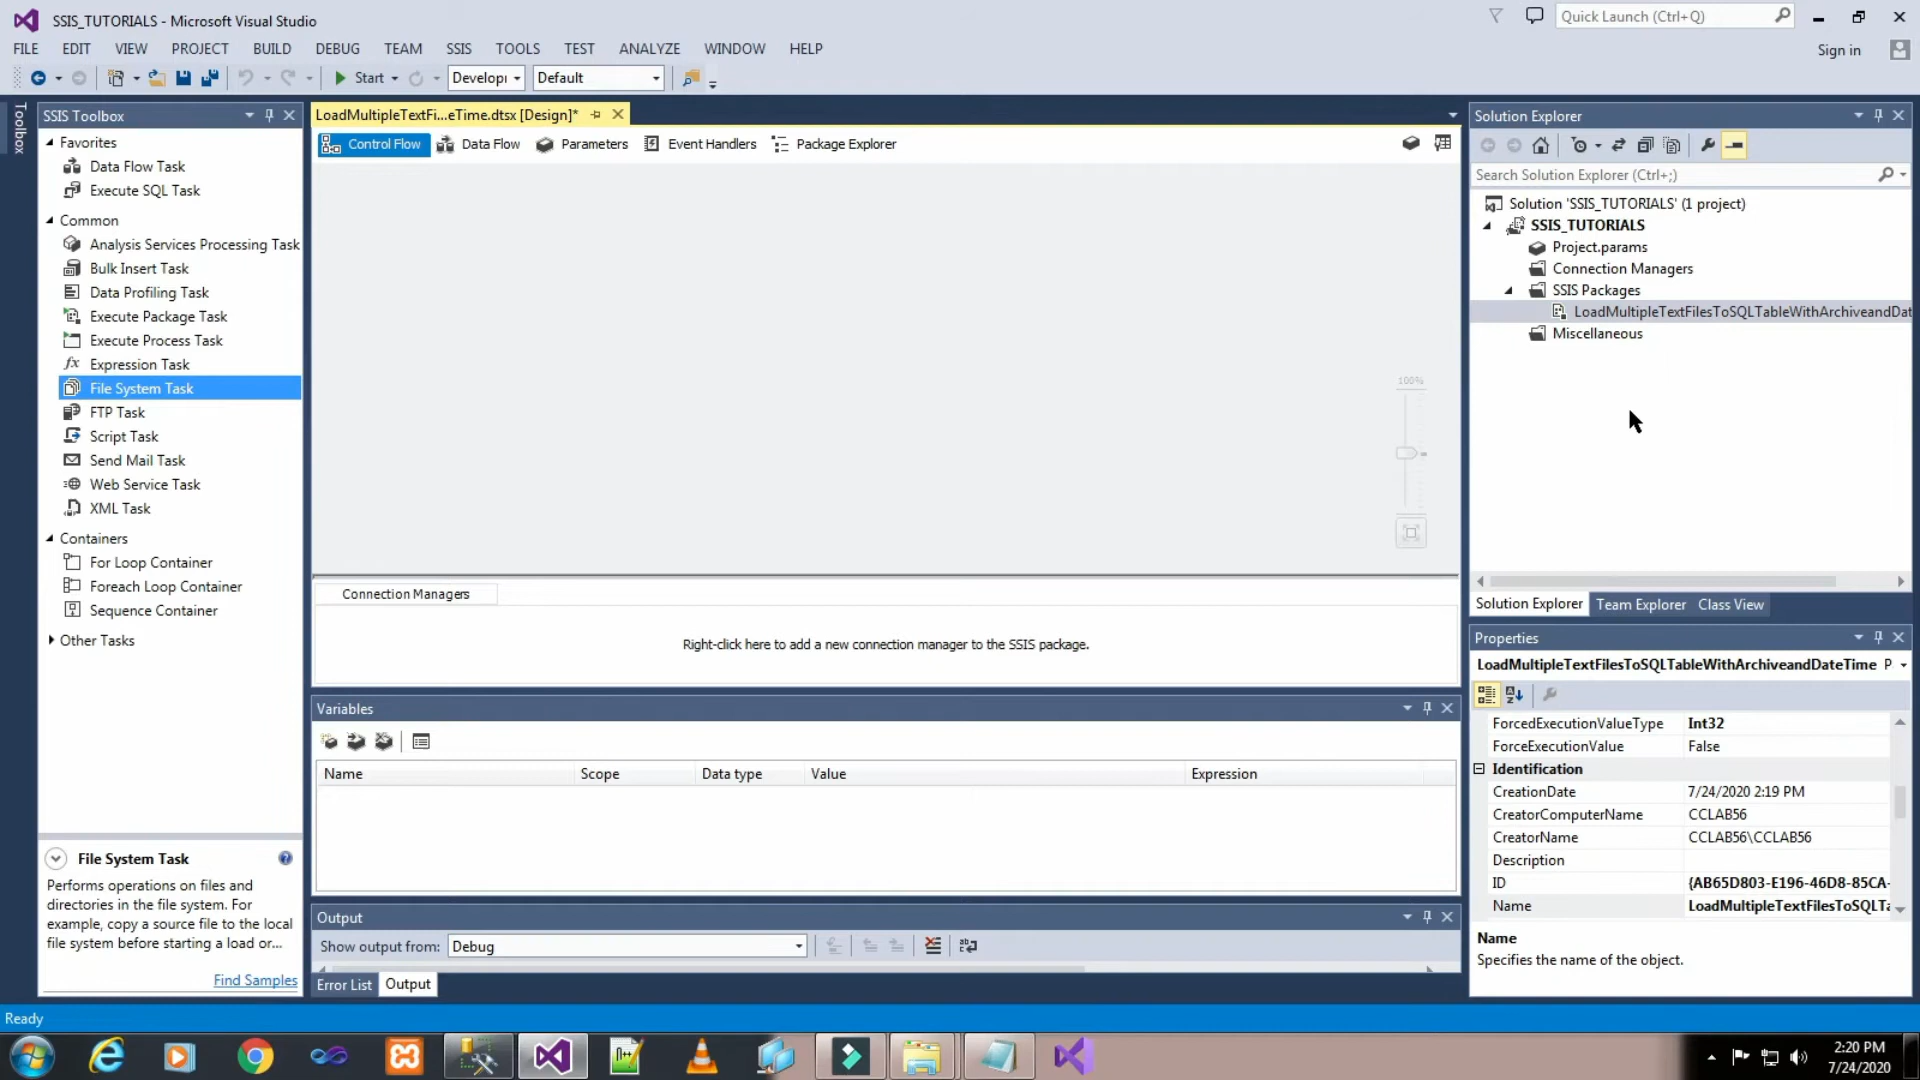 SSIS_TUTORIALS - Microsoft Visual Studio
Quick Launch (Ctrl+Q)
FILE EDIT VIEW PROJECT BUILD DEBUG TEAM SSIS TOOLS TEST ANALYZE WINDOW HELP
Sign in
Start
Developi
Default
Toolbox
SSIS Toolbox
Favorites
Data Flow Task
Execute SQL Task
Common
Analysis Services Processing Task
Bulk Insert Task
Data Profiling Task
Execute Package Task
Execute Process Task
Expression Task
File System Task
FTP Task
Script Task
Send Mail Task
Web Service Task
XML Task
Containers
For Loop Container
Foreach Loop Container
Sequence Container
Other Tasks
File System Task
Performs operations on files and
directories in the file system. For
example, copy a source file to the local
file system before starting a load or...
Find Samples
LoadMultipleTextFi...eTime.dtsx [Design]*
Control Flow
Data Flow
Parameters
Event Handlers
Package Explorer
100%
Connection Managers
Right-click here to add a new connection manager to the SSIS package.
Variables
Name Scope Data type Value Expression
Output
Show output from: Debug
Error List Output
Solution Explorer
Search Solution Explorer (Ctrl+;)
Solution 'SSIS_TUTORIALS' (1 project)
SSIS_TUTORIALS
Project.params
Connection Managers
SSIS Packages
LoadMultipleTextFilesToSQLTableWithArchiveandDat
Miscellaneous
Solution Explorer Team Explorer Class View
Properties
LoadMultipleTextFilesToSQLTableWithArchiveandDateTime P
ForcedExecutionValueType Int32
ForceExecutionValue False
Identification
CreationDate 7/24/2020 2:19 PM
CreatorComputerName CCLAB56
CreatorName CCLAB56\CCLAB56
Description
ID {AB65D803-E196-46D8-85CA-
Name LoadMultipleTextFilesToSQLTa
Name
Specifies the name of the object.
Ready
2:20 PM
7/24/2020